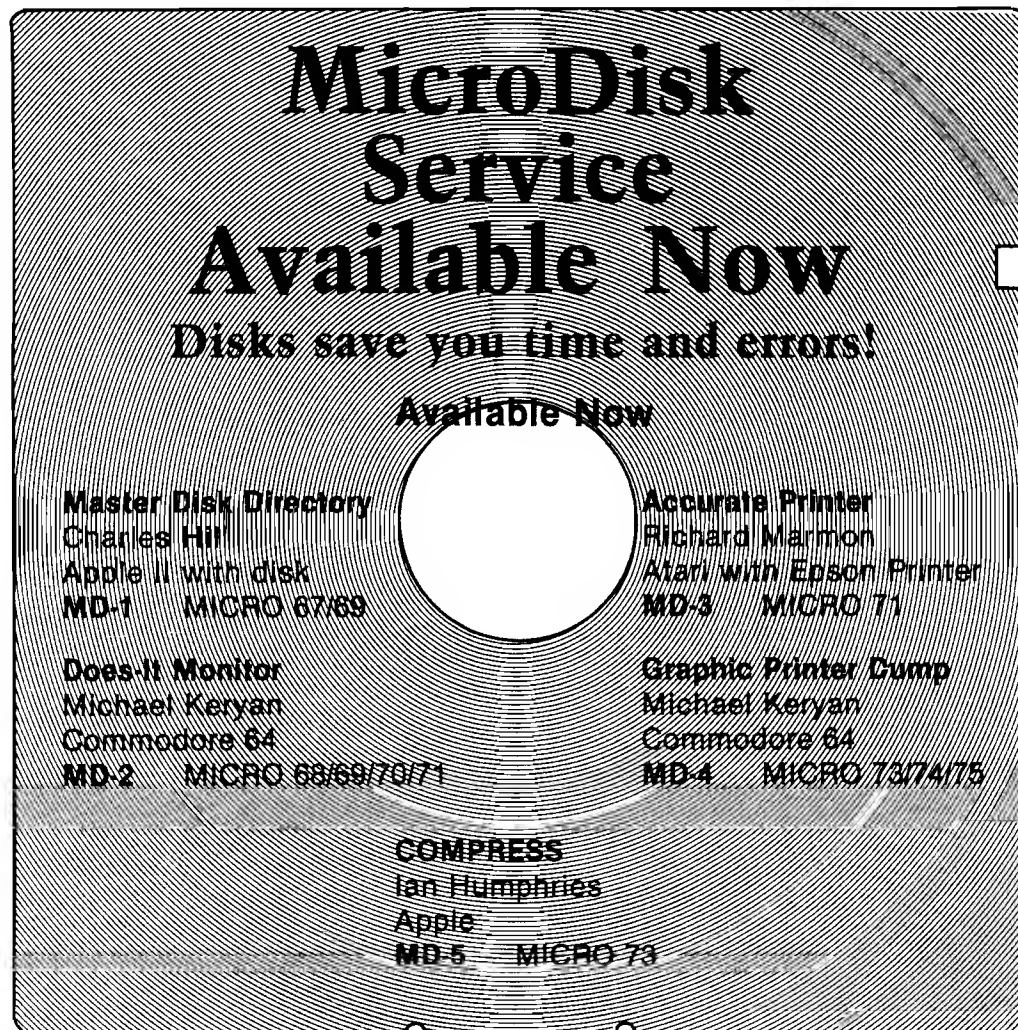 MicroDisk
Service
Available Now
Disks save you time and errors!
Available Now
Master Disk Directory
Charles Hill
Apple II with disk
MD-1 MICRO 67/69
Does-It Monitor
Michael Keryan
Commodore 64
MD-2 MICRO 68/69/70/71
Accurate Printer
Richard Marmon
Atari with Epson Printer
MD-3 MICRO 71
Graphic Printer Dump
Michael Keryan
Commodore 64
MD-4 MICRO 73/74/75
COMPRESS
Ian Humphries
Apple
MD-5 MICRO 73